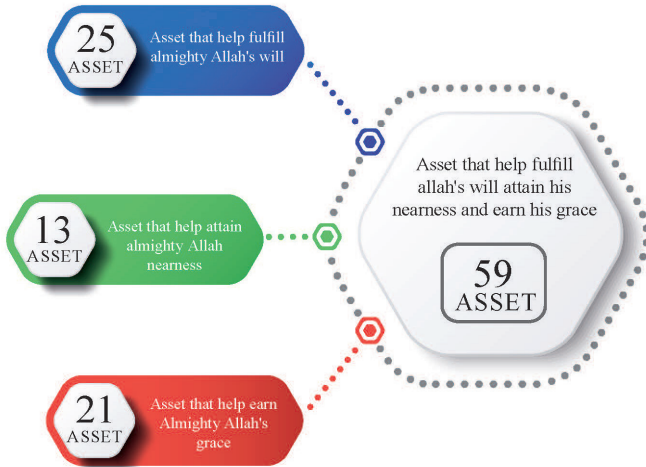 25
ASSET
Asset that help fulfill
almighty Allah's will
13
ASSET
Asset that help attain
almighty Allah
nearness
21
ASSET
Asset that help earn
Almighty Allah's
grace
Asset that help fulfill
allah's will attain his
nearness and earn his grace
59
ASSET